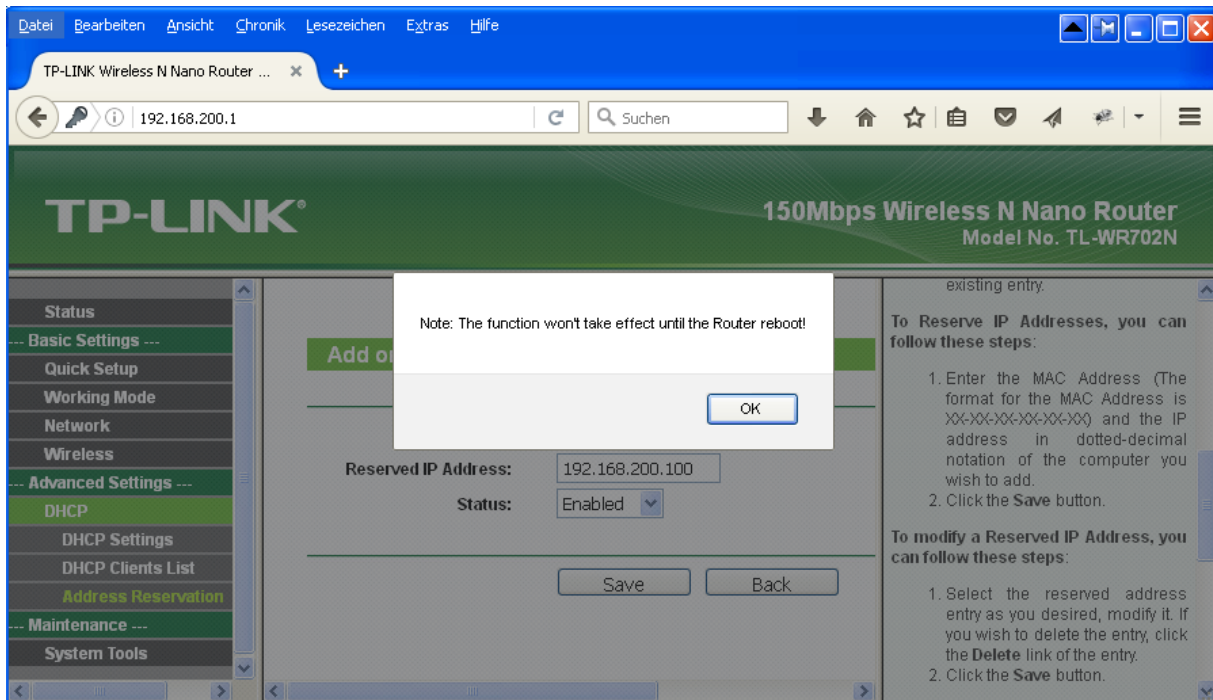 Datei Bearbeiten Ansicht Chronik Lesezeichen Extras Hilfe
TP-LINK Wireless N Nano Router ...
192.168.200.1
Suchen
TP-LINK®
150Mbps Wireless N Nano Router
Model No. TL-WR702N
Status
--- Basic Settings ---
Quick Setup
Working Mode
Network
Wireless
--- Advanced Settings ---
DHCP
DHCP Settings
DHCP Clients List
Address Reservation
--- Maintenance ---
System Tools
Add o
Note: The function won't take effect until the Router reboot!
OK
Reserved IP Address: 192.168.200.100
Status: Enabled
Save Back
existing entry.
To Reserve IP Addresses, you can
follow these steps:
1. Enter the MAC Address (The
format for the MAC Address is
XX-XX-XX-XX-XX-XX) and the IP
address in dotted-decimal
notation of the computer you
wish to add.
2. Click the Save button.
To modify a Reserved IP Address, you
can follow these steps:
1. Select the reserved address
entry as you desired, modify it. If
you wish to delete the entry, click
the Delete link of the entry.
2. Click the Save button.